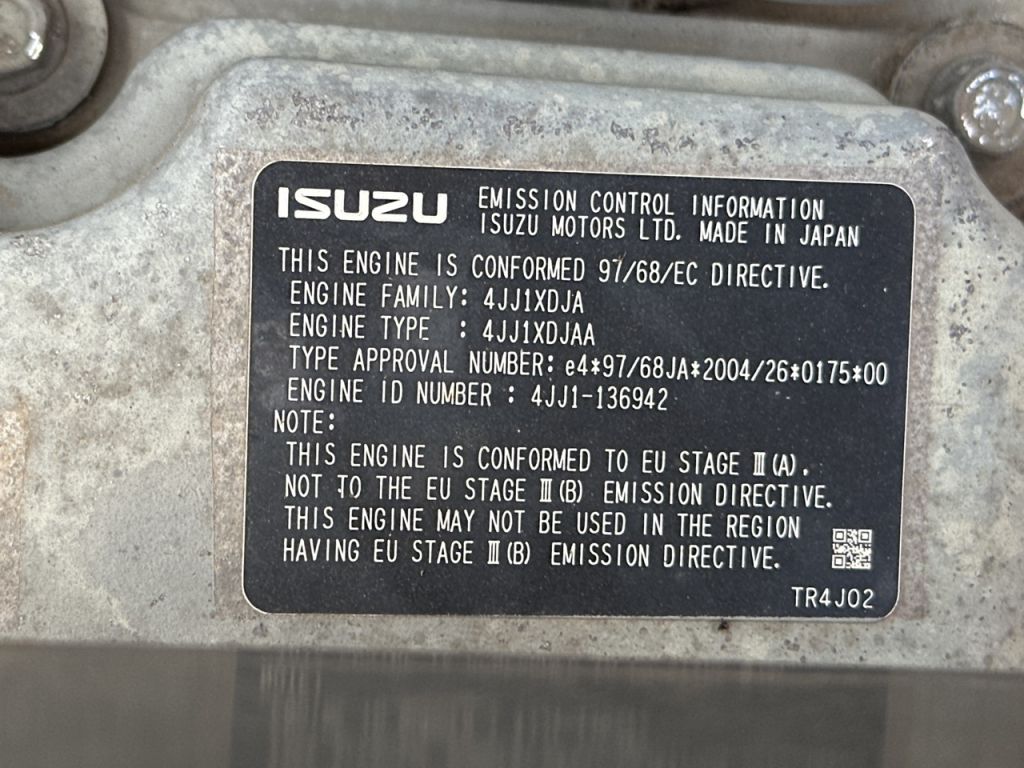 ISUZU
EMISSION CONTROL INFORMATION
ISUZU MOTORS LTD. MADE IN JAPAN
THIS ENGINE IS CONFORMED 97/68/EC DIRECTIVE.
ENGINE FAMILY: 4JJ1XDJA
ENGINE TYPE : 4JJ1XDJAA
TYPE APPROVAL NUMBER: e4*97/68JA*2004/26*0175*00
ENGINE ID NUMBER : 4JJ1-136942
NOTE:
THIS ENGINE IS CONFORMED TO EU STAGE Ⅲ(A).
NOT TO THE EU STAGE Ⅲ(B) EMISSION DIRECTIVE.
THIS ENGINE MAY NOT BE USED IN THE REGION
HAVING EU STAGE Ⅲ(B) EMISSION DIRECTIVE.
TR4J02